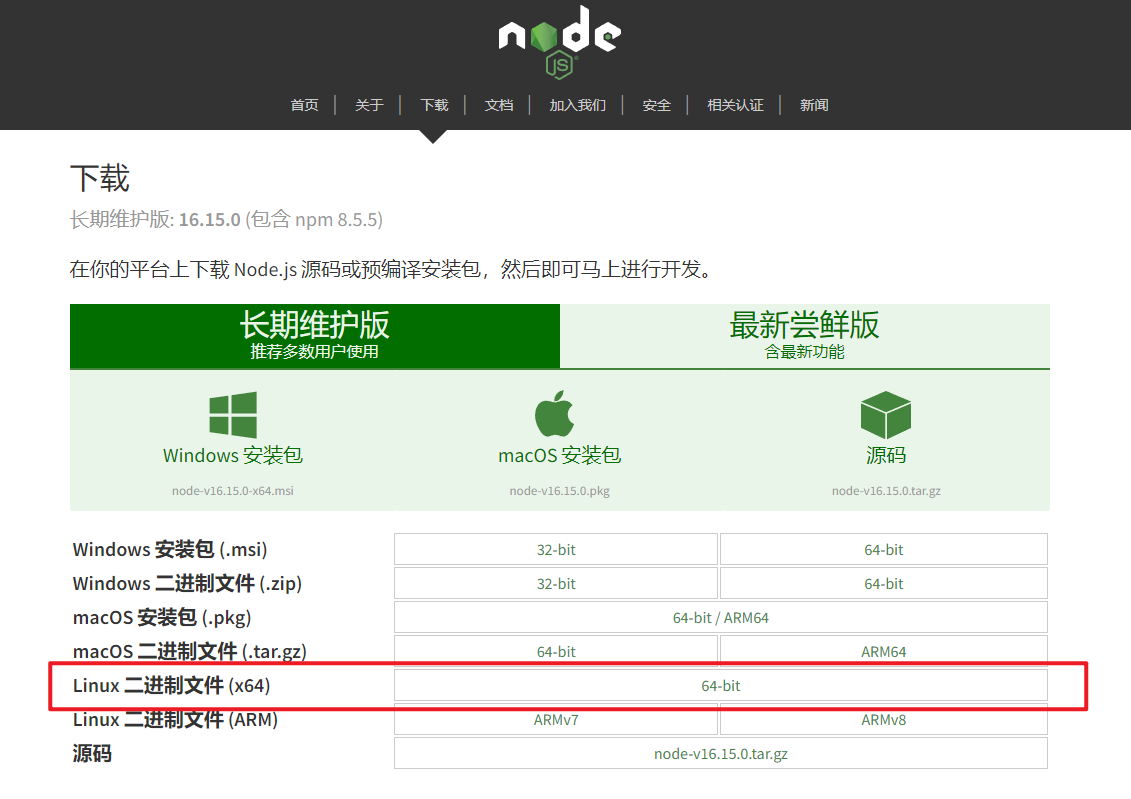 node
JS
首页 关于 下载 文档 加入我们 安全 相关认证 新闻
下载
长期维护版: 16.15.0 (包含 npm 8.5.5)
在你的平台上下载 Node.js 源码或预编译安装包，然后即可马上进行开发。
长期维护版 最新尝鲜版
推荐多数用户使用 含最新功能
Windows 安装包 macOS 安装包 源码
node-v16.15.0-x64.msi node-v16.15.0.pkg node-v16.15.0.tar.gz
Windows 安装包 (.msi) 32-bit 64-bit
Windows 二进制文件 (.zip) 32-bit 64-bit
macOS 安装包 (.pkg) 64-bit / ARM64
macOS 二进制文件 (.tar.gz) 64-bit ARM64
Linux 二进制文件 (x64) 64-bit
Linux 二进制文件 (ARM) ARMv7 ARMv8
源码 node-v16.15.0.tar.gz